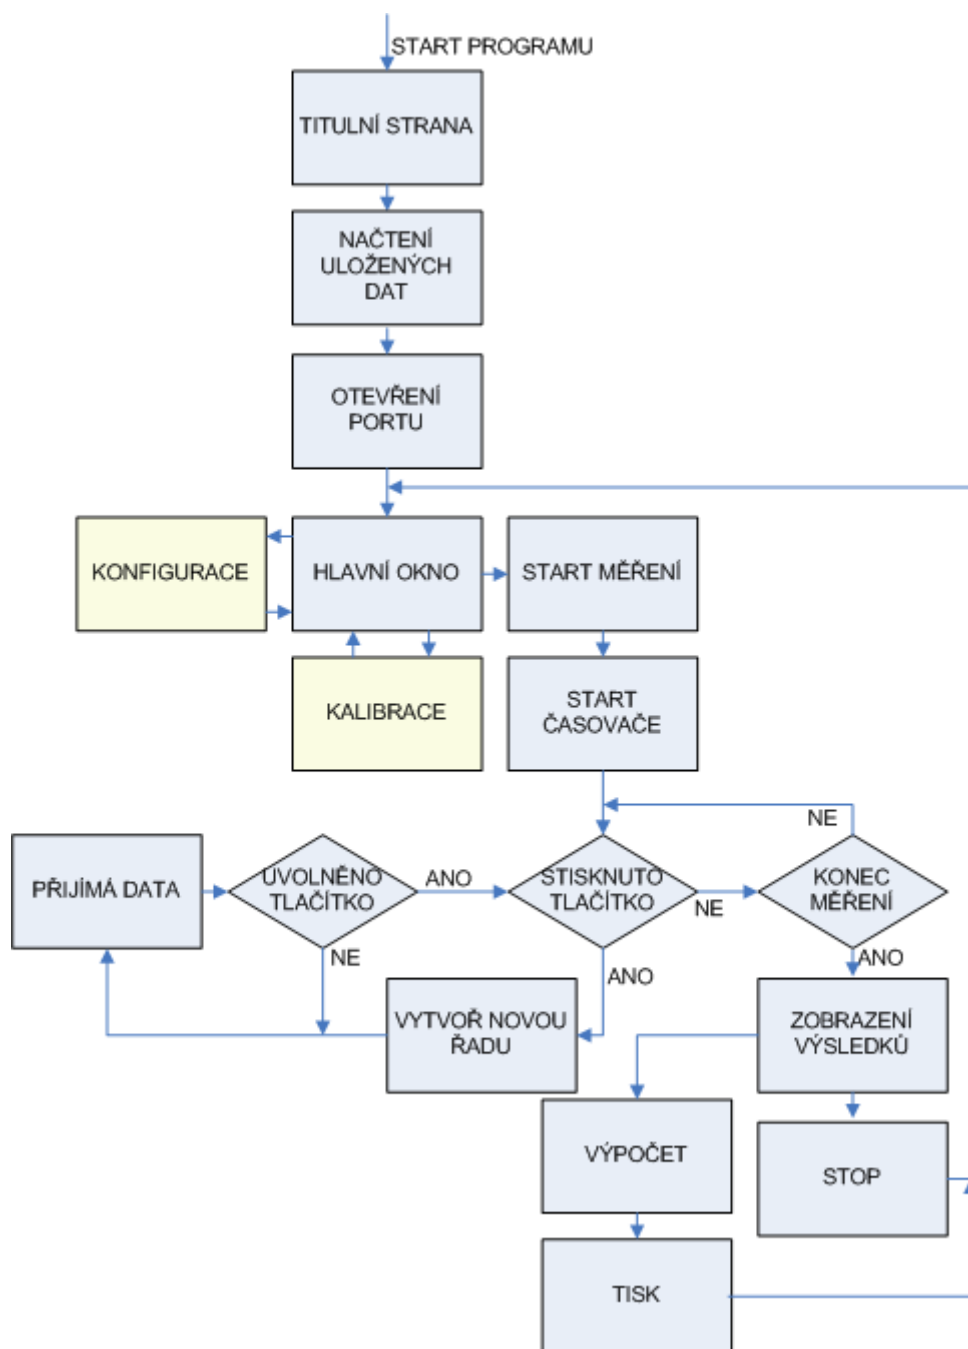 START PROGRAMU
TITULNÍ STRANA
NAČTENÍ
ULOŽENÝCH
DAT
OTEVŘENÍ
PORTU
KONFIGURACE
HLAVNÍ OKNO
START MĚŘENÍ
KALIBRACE
START
ČASOVAČE
NE
PŘIJÍMÁ DATA
UVOLNĚNO
TLAČÍTKO
ANO
STISKNUTO
TLAČÍTKO
NE
KONEC
MĚŘENÍ
NE
ANO
ANO
VYTVOŘ NOVOU
ŘADU
ZOBRAZENÍ
VÝSLEDKŮ
VÝPOČET
STOP
TISK